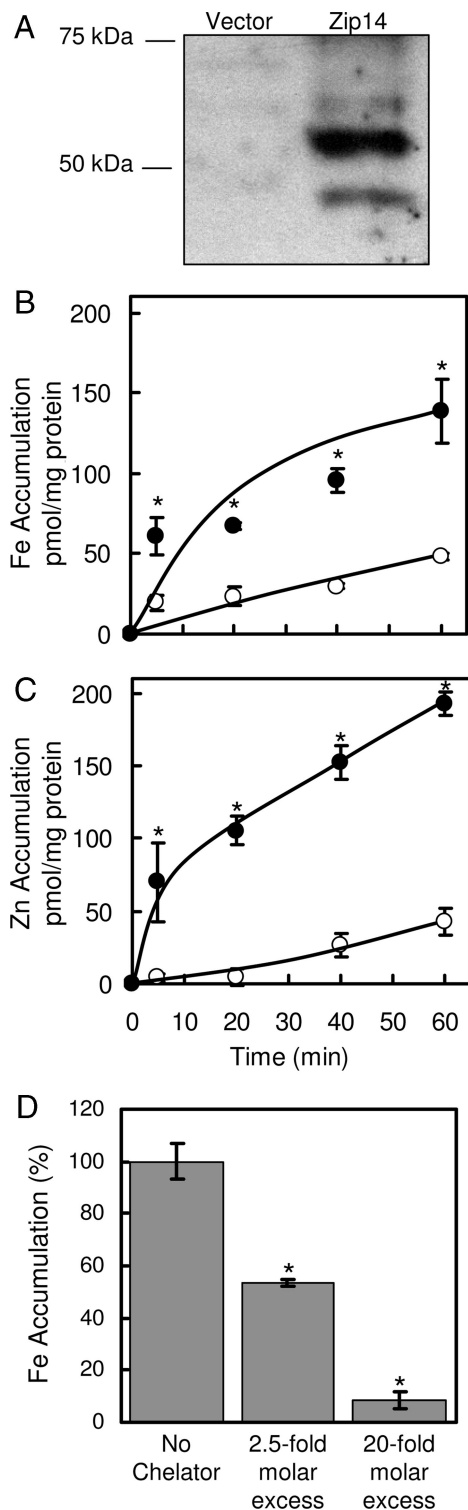 A
Vector Zip14
75 kDa
50 kDa
B
Fe Accumulation
pmol/mg protein
200
150
100
50
0
*
*
*
*
C
Zn Accumulation
pmol/mg protein
200
150
100
50
0
*
*
*
*
0 10 20 30 40 50 60
Time (min)
D
Fe Accumulation (%)
120
100
80
60
40
20
0
*
*
No
Chelator
2.5-fold
molar
excess
20-fold
molar
excess